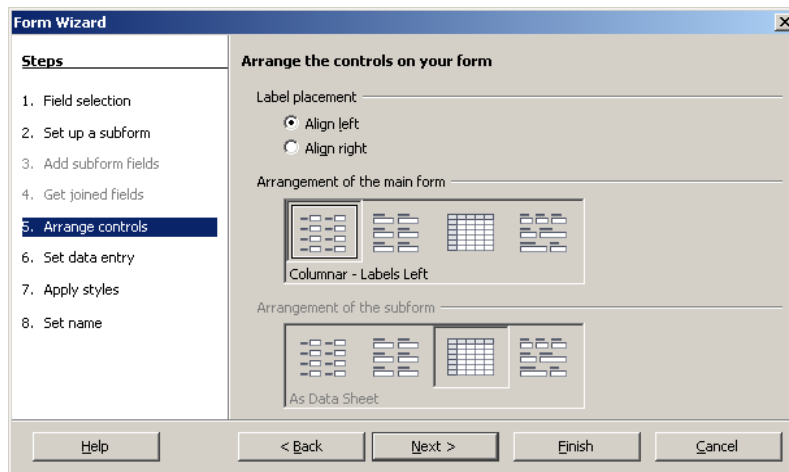 Form Wizard
Steps
1. Field selection
2. Set up a subform
3. Add subform fields
4. Get joined fields
5. Arrange controls
6. Set data entry
7. Apply styles
8. Set name
Arrange the controls on your form
Label placement
Align left
Align right
Arrangement of the main form
Columnar - Labels Left
Arrangement of the subform
As Data Sheet
Help
< Back
Next >
Finish
Cancel